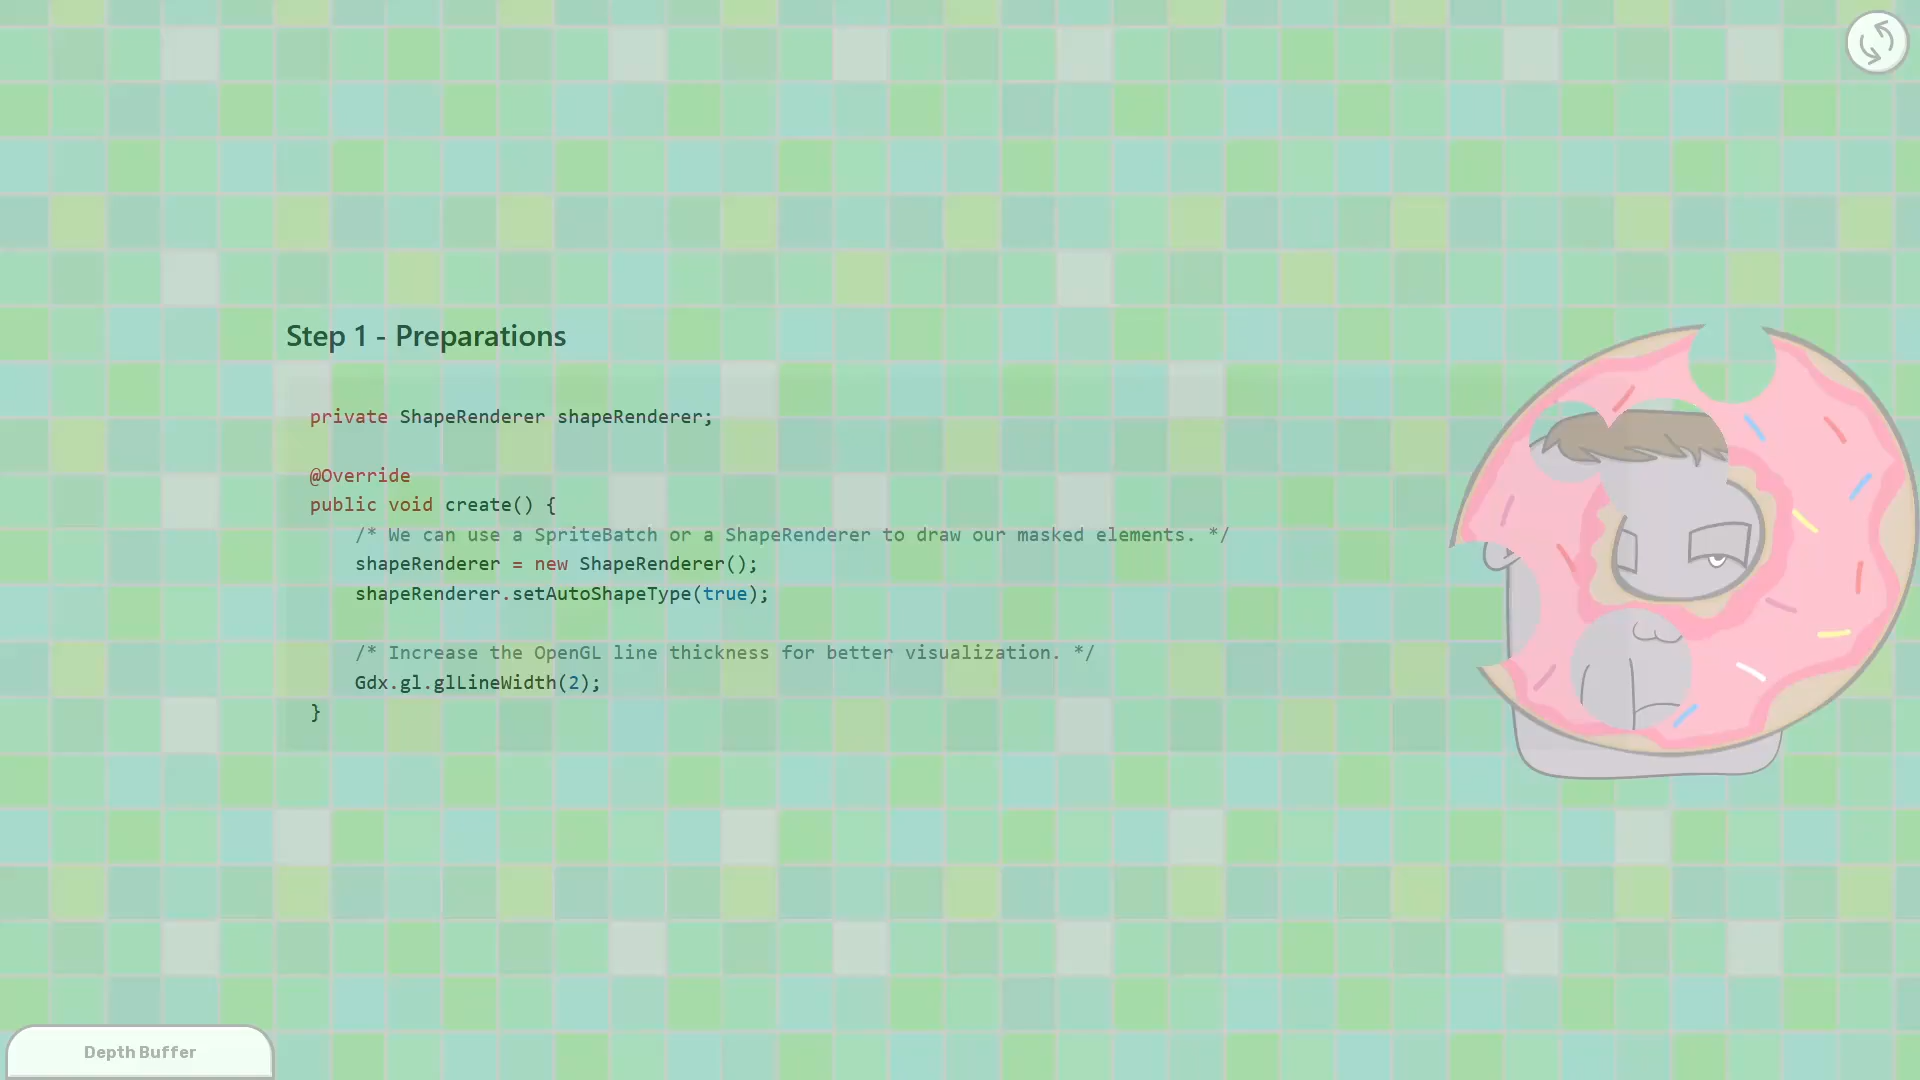 Step 1 - Preparations
private ShapeRenderer shapeRenderer;
@Override
public void create() {
/* We can use a SpriteBatch or a ShapeRenderer to draw our masked elements. */
shapeRenderer = new ShapeRenderer();
shapeRenderer.setAutoShapeType(true);
/* Increase the OpenGL line thickness for better visualization. */
Gdx.gl.glLineWidth(2);
}
Depth Buffer